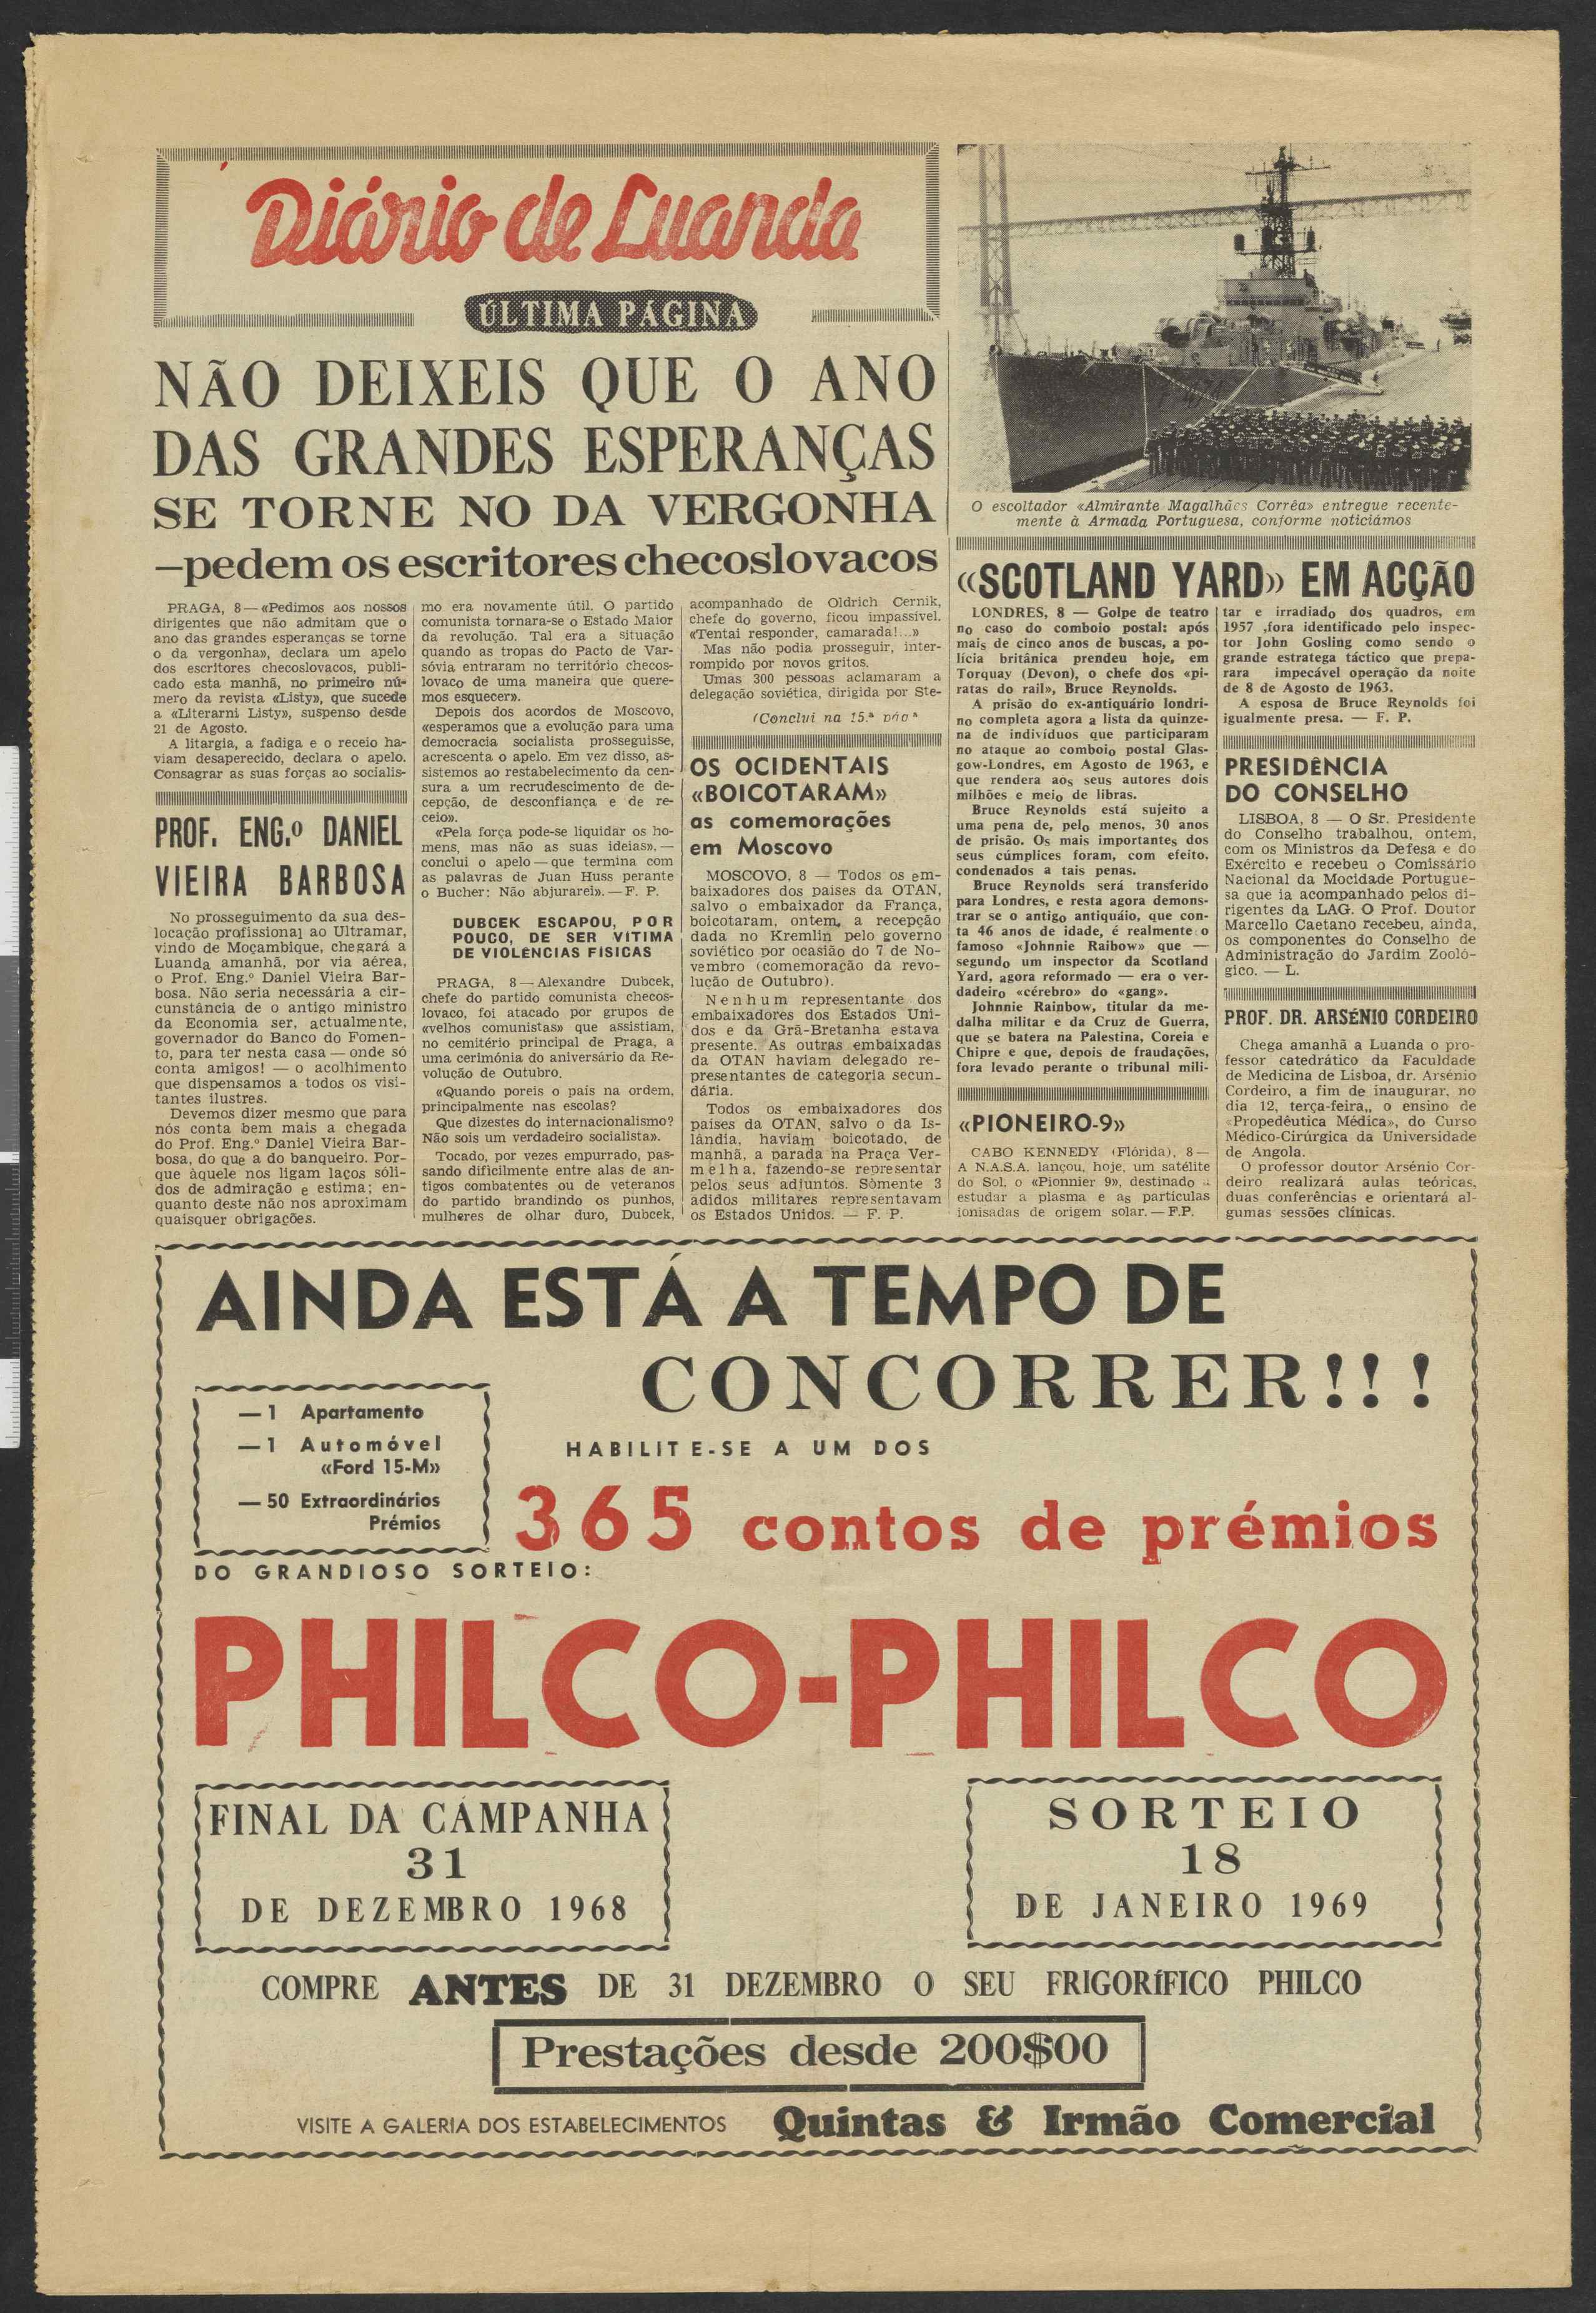 Diário de Luanda
ÚLTIMA PÁGINA
NÃO DEIXEIS QUE O ANO
DAS GRANDES ESPERANÇAS
SE TORNE NO DA VERGONHA
—pedem os escritores checoslovacos
PRAGA, 8 — «Pedimos aos nossos
dirigentes que não admitam que o
ano das grandes esperanças se torne
o da vergonha», declara um apelo
dos escritores checoslovacos, publi-
cado esta manhã, no primeiro nú-
mero da revista «Listy», que sucede
a «Literarni Listy», suspenso desde
21 de Agosto.
A litargia, a fadiga e o receio ha-
viam desaparecido, declara o apelo.
Consagrar as suas forças ao socialis-
mo era novamente útil. O partido
comunista tornara-se o Estado Maior
da revolução. Tal era a situação
quando as tropas do Pacto de Var-
sóvia entraram no território checos-
lovaco de uma maneira que quere-
mos esquecer».
Depois dos acordos de Moscovo,
«esperamos que a evolução para uma
democracia socialista prosseguisse,
acrescenta o apelo. Em vez disso, as-
sistemos ao restabelecimento da cen-
sura a um recrudescimento de de-
cepção, de desconfiança e de re-
ceio».
«Pela força pode-se liquidar os ho-
mens, mas não as suas ideias», —
conclui o apelo — que termina com
as palavras de Juan Huss perante
o Bucher: Não abjurarei». — F. P.
DUBCEK ESCAPOU, POR
POUCO, DE SER VÍTIMA
DE VIOLÊNCIAS FÍSICAS
PRAGA, 8 — Alexandre Dubcek,
chefe do partido comunista checos-
lovaco, foi atacado por grupos de
«velhos comunistas» que assistiam,
no cemitério principal de Praga, a
uma cerimónia do aniversário da Re-
volução de Outubro.
«Quando poreis o país na ordem,
principalmente nas escolas?
Que dizestes do internacionalismo?
Não sois um verdadeiro socialista».
Tocado, por vezes empurrado, pas-
sando dificilmente entre alas de an-
tigos combatentes ou de veteranos
do partido brandindo os punhos,
mulheres de olhar duro, Dubcek,
acompanhado de Oldrich Cernik,
chefe do governo, ficou impassível.
«Tentai responder, camarada!...»
Mas não podia prosseguir, inter-
rompido por novos gritos.
Umas 300 pessoas aclamaram a
delegação soviética, dirigida por Ste-
(Conclui na 15.ª pág.ª
PROF. ENG.º DANIEL
VIEIRA BARBOSA
No prosseguimento da sua des-
locação profissional ao Ultramar,
vindo de Moçambique, chegará a
Luanda amanhã, por via aérea,
o Prof. Eng.º Daniel Vieira Bar-
bosa. Não seria necessária a cir-
cunstância de o antigo ministro
da Economia ser, actualmente,
governador do Banco do Fomen-
to, para ter nesta casa — onde só
conta amigos! — o acolhimento
que dispensamos a todos os visi-
tantes ilustres.
Devemos dizer mesmo que para
nós conta bem mais a chegada
do Prof. Eng.º Daniel Vieira Bar-
bosa, do que a do banqueiro. Por-
que àquele nos ligam laços sóli-
dos de admiração e estima; en-
quanto deste não nos aproximam
quaisquer obrigações.
OS OCIDENTAIS
«BOICOTARAM»
as comemorações
em Moscovo
MOSCOVO, 8 — Todos os em-
baixadores dos países da OTAN,
salvo o embaixador da França,
boicotaram, ontem, a recepção
dada no Kremlin pelo governo
soviético por ocasião do 7 de No-
vembro (comemoração da revo-
lução de Outubro).
Nenhum representante dos
embaixadores dos Estados Uni-
dos e da Grã-Bretanha estava
presente. As outras embaixadas
da OTAN haviam delegado re-
presentantes de categoria secun-
dária.
Todos os embaixadores dos
países da OTAN, salvo o da Is-
lândia, haviam boicotado, de
manhã, a parada na Praça Ver-
melha, fazendo-se representar
pelos seus adjuntos. Sòmente 3
adidos militares representavam
os Estados Unidos. — F. P.
O escoltador «Almirante Magalhães Corrêa» entregue recente-
mente à Armada Portuguesa, conforme noticiámos
«SCOTLAND YARD» EM ACÇÃO
LONDRES, 8 — Golpe de teatro
no caso do comboio postal: após
mais de cinco anos de buscas, a po-
lícia britânica prendeu hoje, em
Torquay (Devon), o chefe dos «pi-
ratas do rail», Bruce Reynolds.
A prisão do ex-antiquário londri-
no completa agora a lista da quinze-
na de indivíduos que participaram
no ataque ao comboio postal Glas-
gow-Londres, em Agosto de 1963, e
que rendera aos seus autores dois
milhões e meio de libras.
Bruce Reynolds está sujeito a
uma pena de, pelo menos, 30 anos
de prisão. Os mais importantes dos
seus cúmplices foram, com efeito,
condenados a tais penas.
Bruce Reynolds será transferido
para Londres, e resta agora demons-
trar se o antigo antiquáio, que con-
ta 46 anos de idade, é realmente o
famoso «Johnnie Raibow» que —
segundo um inspector da Scotland
Yard, agora reformado — era o ver-
dadeiro «cérebro» do «gang».
Johnnie Rainbow, titular da me-
dalha militar e da Cruz de Guerra,
que se batera na Palestina, Coreia e
Chipre e que, depois de fraudações,
fora levado perante o tribunal mili-
tar e irradiado dos quadros, em
1957 ,fora identificado pelo inspec-
tor John Gosling como sendo o
grande estratega táctico que prepa-
rara impecável operação da noite
de 8 de Agosto de 1963.
A esposa de Bruce Reynolds foi
igualmente presa. — F. P.
«PIONEIRO-9»
CABO KENNEDY (Flórida), 8 —
A N.A.S.A. lançou, hoje, um satélite
do Sol, o «Pionnier 9», destinado a
estudar a plasma e as partículas
ionisadas de origem solar. — F.P.
PRESIDÊNCIA
DO CONSELHO
LISBOA, 8 — O Sr. Presidente
do Conselho trabalhou, ontem,
com os Ministros da Defesa e do
Exército e recebeu o Comissário
Nacional da Mocidade Portugue-
sa que ia acompanhado pelos di-
rigentes da LAG. O Prof. Doutor
Marcello Caetano recebeu, ainda,
os componentes do Conselho de
Administração do Jardim Zooló-
gico. — L.
PROF. DR. ARSÉNIO CORDEIRO
Chega amanhã a Luanda o pro-
fessor catedrático da Faculdade
de Medicina de Lisboa, dr. Arsénio
Cordeiro, a fim de inaugurar, no
dia 12, terça-feira,, o ensino de
«Propedêutica Médica», do Curso
Médico-Cirúrgica da Universidade
de Angola.
O professor doutor Arsénio Cor-
deiro realizará aulas teóricas,
duas conferências e orientará al-
gumas sessões clínicas.
AINDA ESTÁ A TEMPO DE
CONCORRER!!!
—1 Apartamento
—1 Automóvel
«Ford 15-M»
—50 Extraordinários
Prémios
HABILITE-SE A UM DOS
365 contos de prémios
DO GRANDIOSO SORTEIO:
PHILCO-PHILCO
FINAL DA CAMPANHA
31
DE DEZEMBRO 1968
SORTEIO
18
DE JANEIRO 1969
COMPRE ANTES DE 31 DEZEMBRO O SEU FRIGORÍFICO PHILCO
Prestações desde 200$00
VISITE A GALERIA DOS ESTABELECIMENTOS Quintas & Irmão Comercial